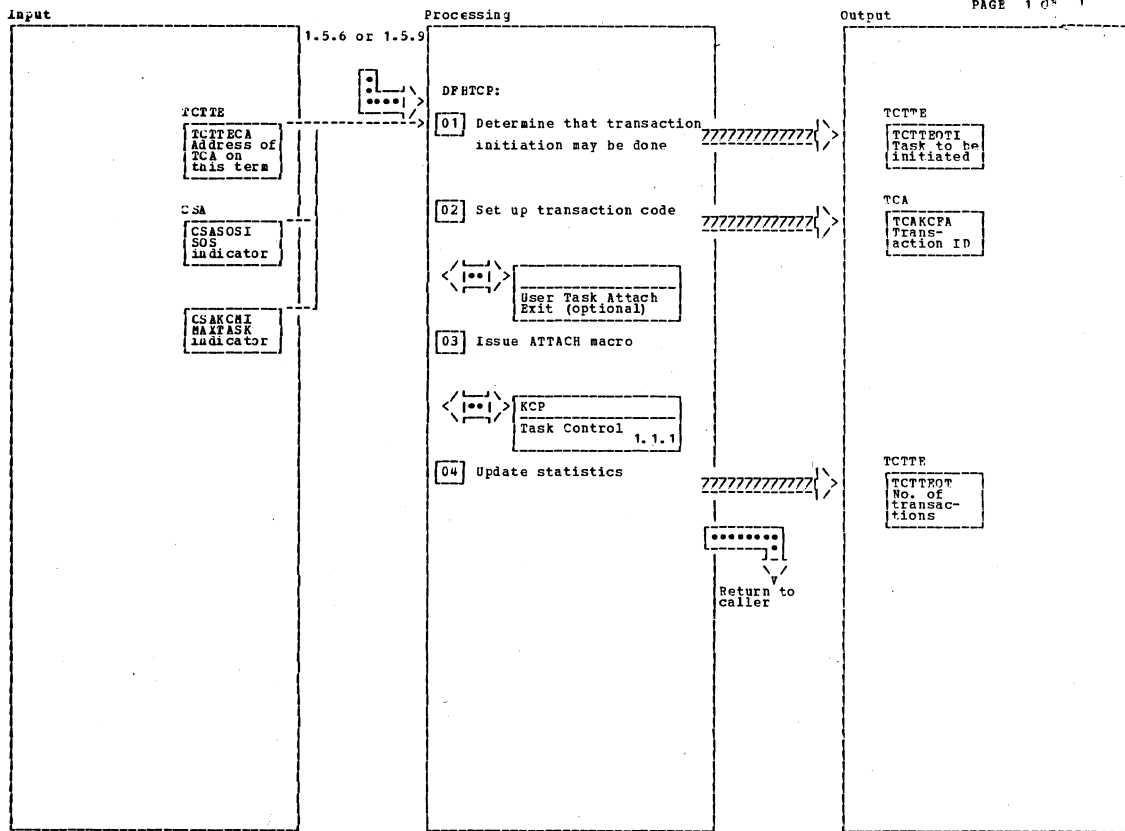 PAGE 1 OF 1
Input
Processing
Output
1.5.6 or 1.5.9
DFHTCP:
TCTTE
TCTTECA
Address of
TCA on
this term
CSA
CSASOSI
SOS
indicator
CSAKCMI
MAXTASK
indicator
01 Determine that transaction
initiation may be done
02 Set up transaction code
User Task Attach
Exit (optional)
03 Issue ATTACH macro
KCP
Task Control
1.1.1
04 Update statistics
Return to
caller
TCTTE
TCTTEOTI
Task to be
initiated
TCA
TCAKCPA
Trans-
action ID
TCTTE
TCTTEOT
No. of
transac-
tions